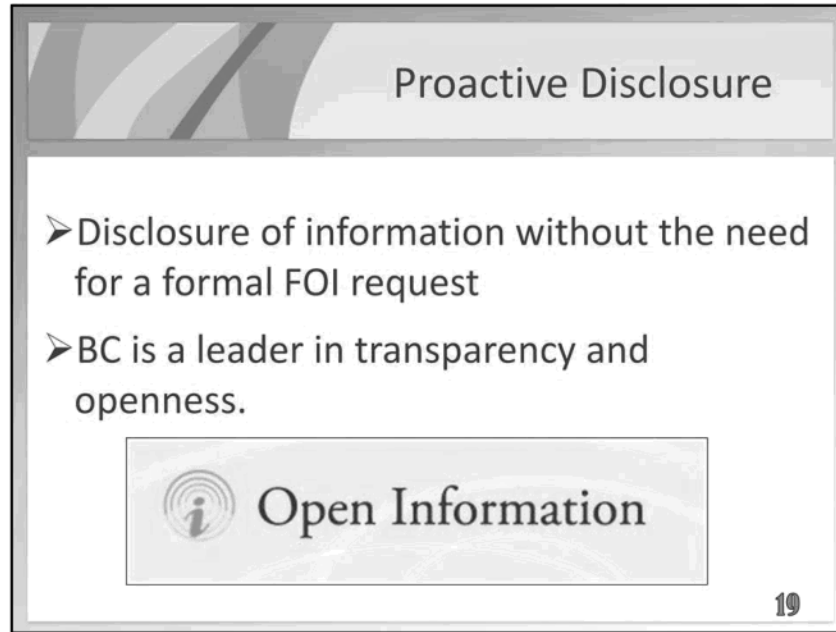 Proactive Disclosure
➢Disclosure of information without the need
for a formal FOI request
➢BC is a leader in transparency and
openness.
i Open Information
19